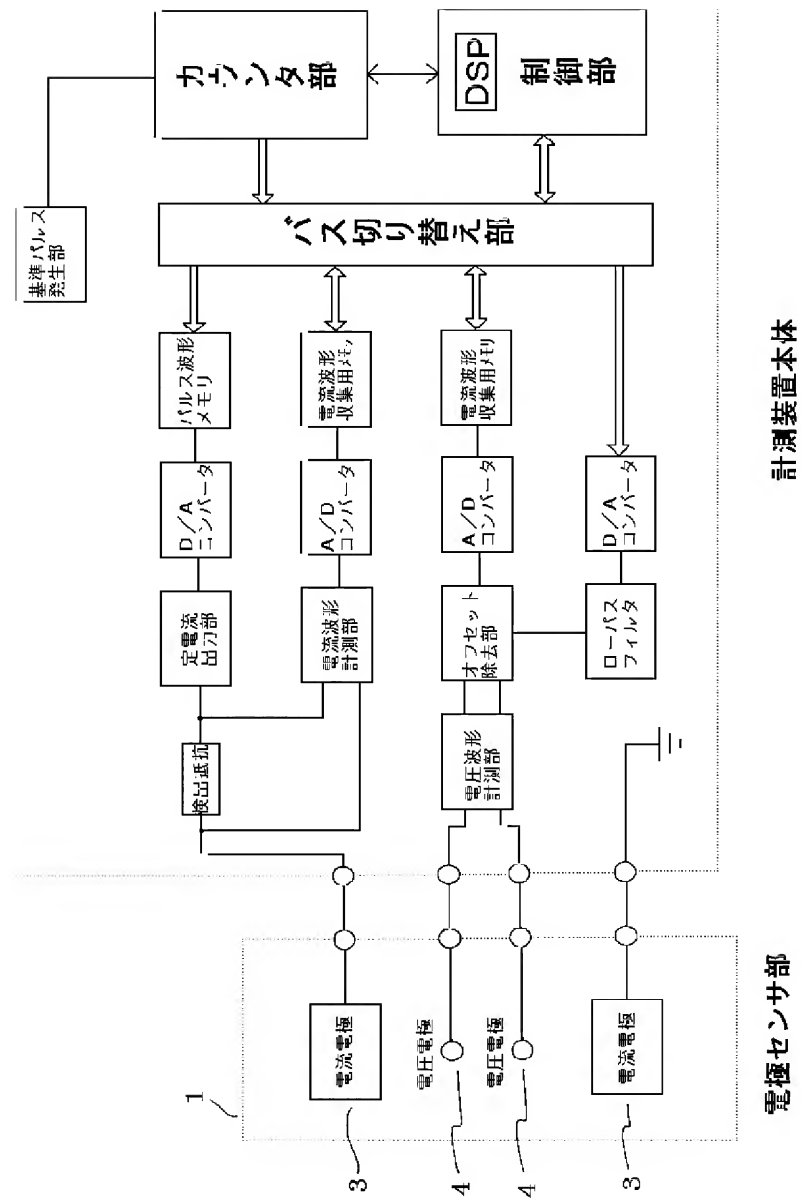 基準パルス
発生部
カウンタ部
DSP
制御部
バス切り替え部
パルス波形
メモリ
電流波形
収集用メモリ
電流波形
収集用メモリ
D/A
コンバータ
A/D
コンバータ
A/D
コンバータ
D/A
コンバータ
定電流
出力部
電流波形
計測部
オフセット
除去部
ローパス
フィルタ
検出抵抗
電圧波形
計測部
計測装置本体
1
電流電極
電圧電極
電圧電極
電流電極
3
4
4
3
電極センサ部